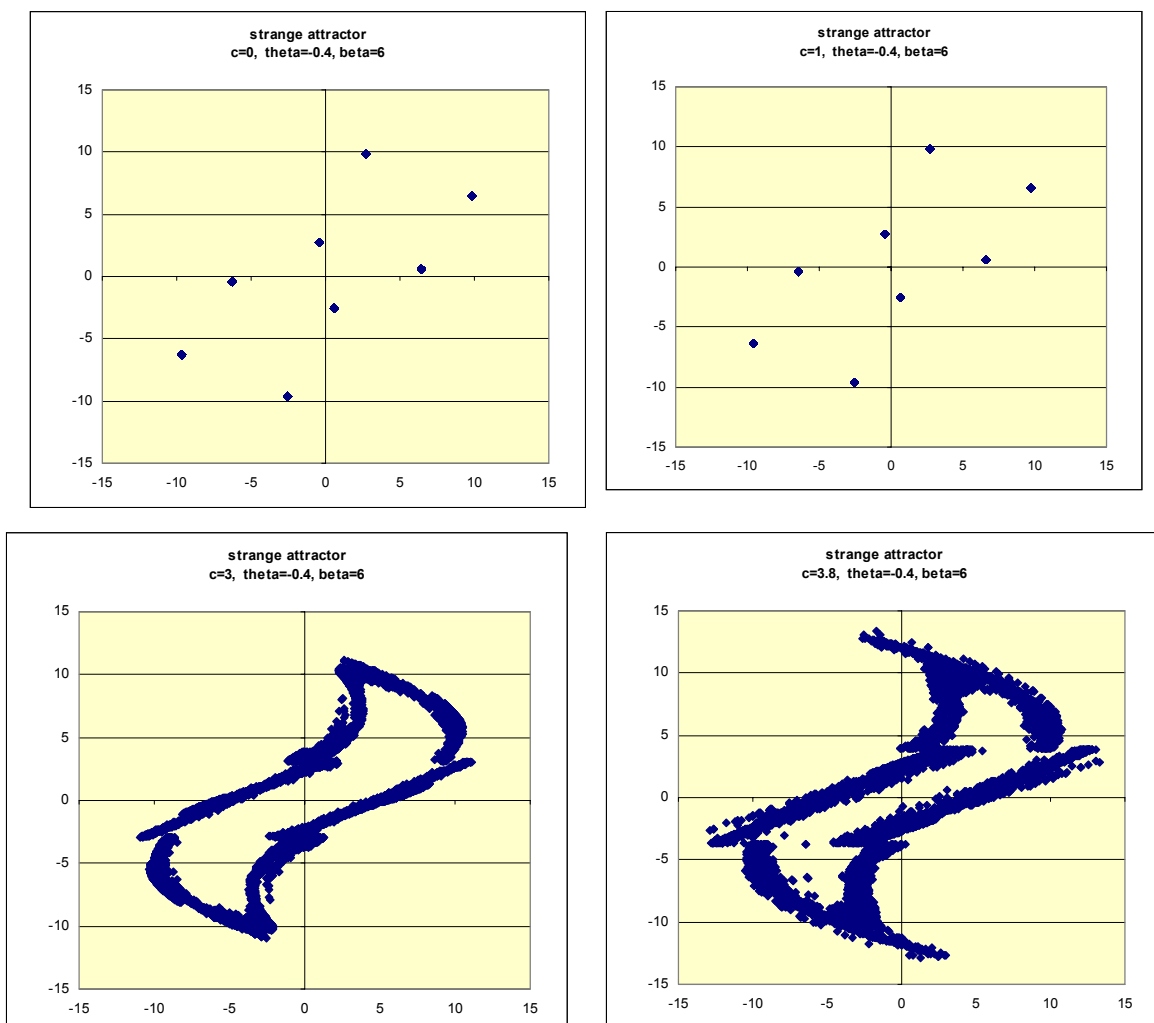 strange attractor
c=0, theta=-0.4, beta=6
15
10
5
0
-5
-10
-15
-15 -10 -5 0 5 10 15
strange attractor
c=1, theta=-0.4, beta=6
15
10
5
0
-5
-10
-15
-15 -10 -5 0 5 10 15
strange attractor
c=3, theta=-0.4, beta=6
15
10
5
0
-5
-10
-15
-15 -10 -5 0 5 10 15
strange attractor
c=3.8, theta=-0.4, beta=6
15
10
5
0
-5
-10
-15
-15 -10 -5 0 5 10 15